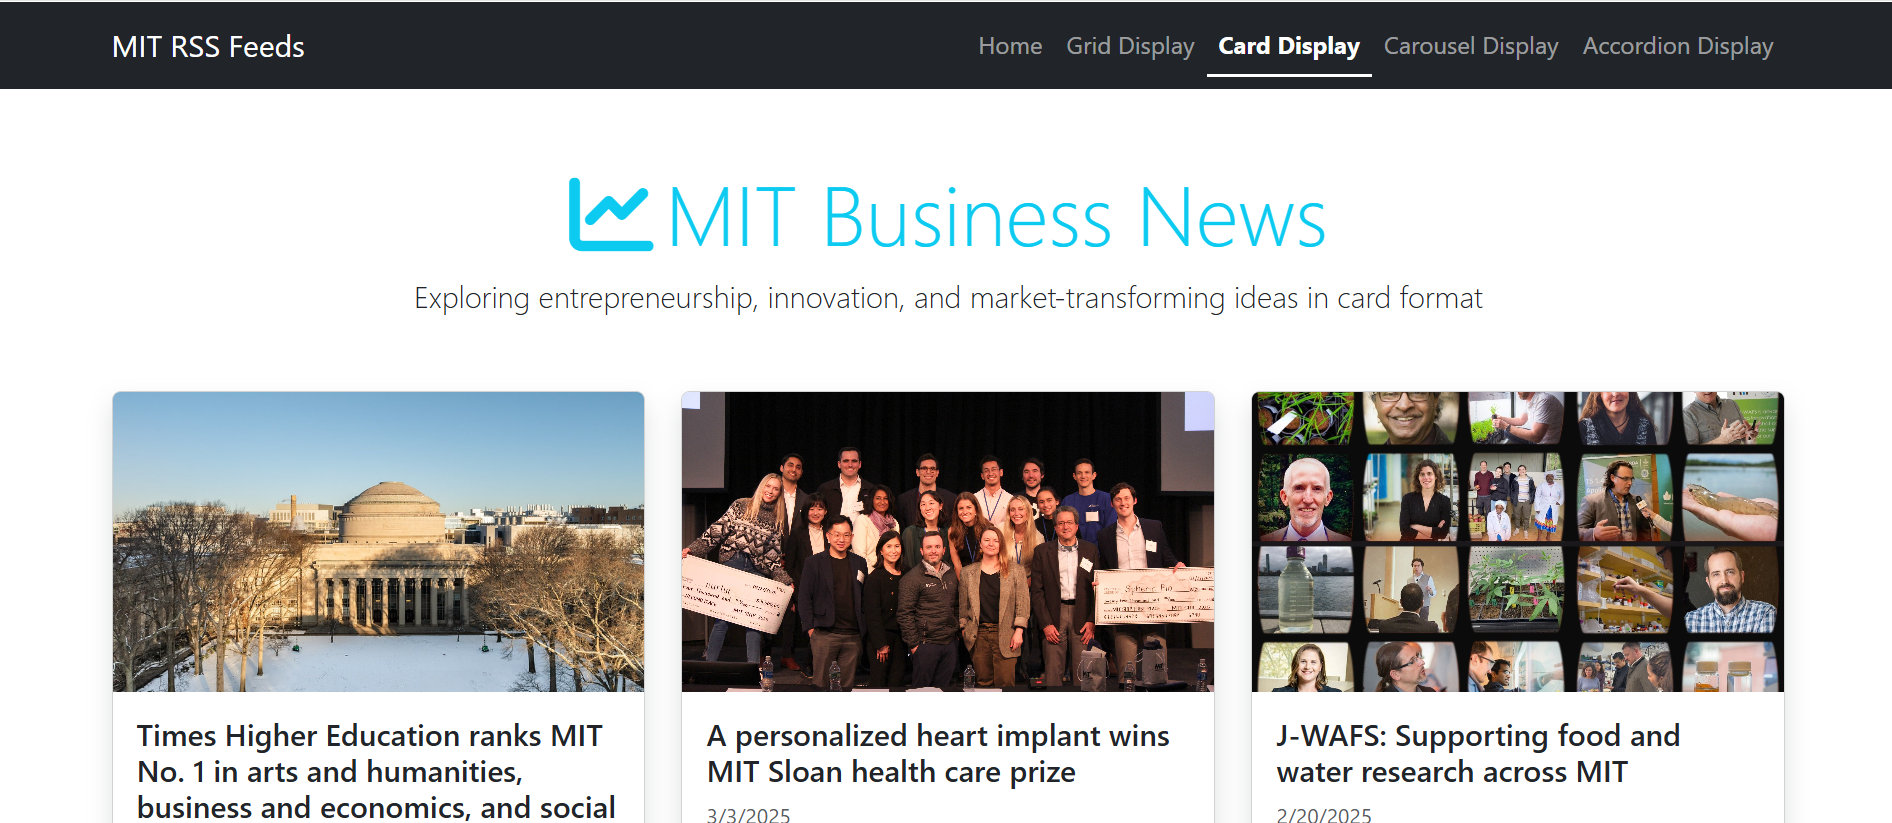 MIT RSS Feeds
Home
Grid Display
Card Display
Carousel Display
Accordion Display
MIT Business News
Exploring entrepreneurship, innovation, and market-transforming ideas in card format
Times Higher Education ranks MIT
No. 1 in arts and humanities,
business and economics, and social
A personalized heart implant wins
MIT Sloan health care prize
3/3/2025
J-WAFS: Supporting food and
water research across MIT
2/20/2025